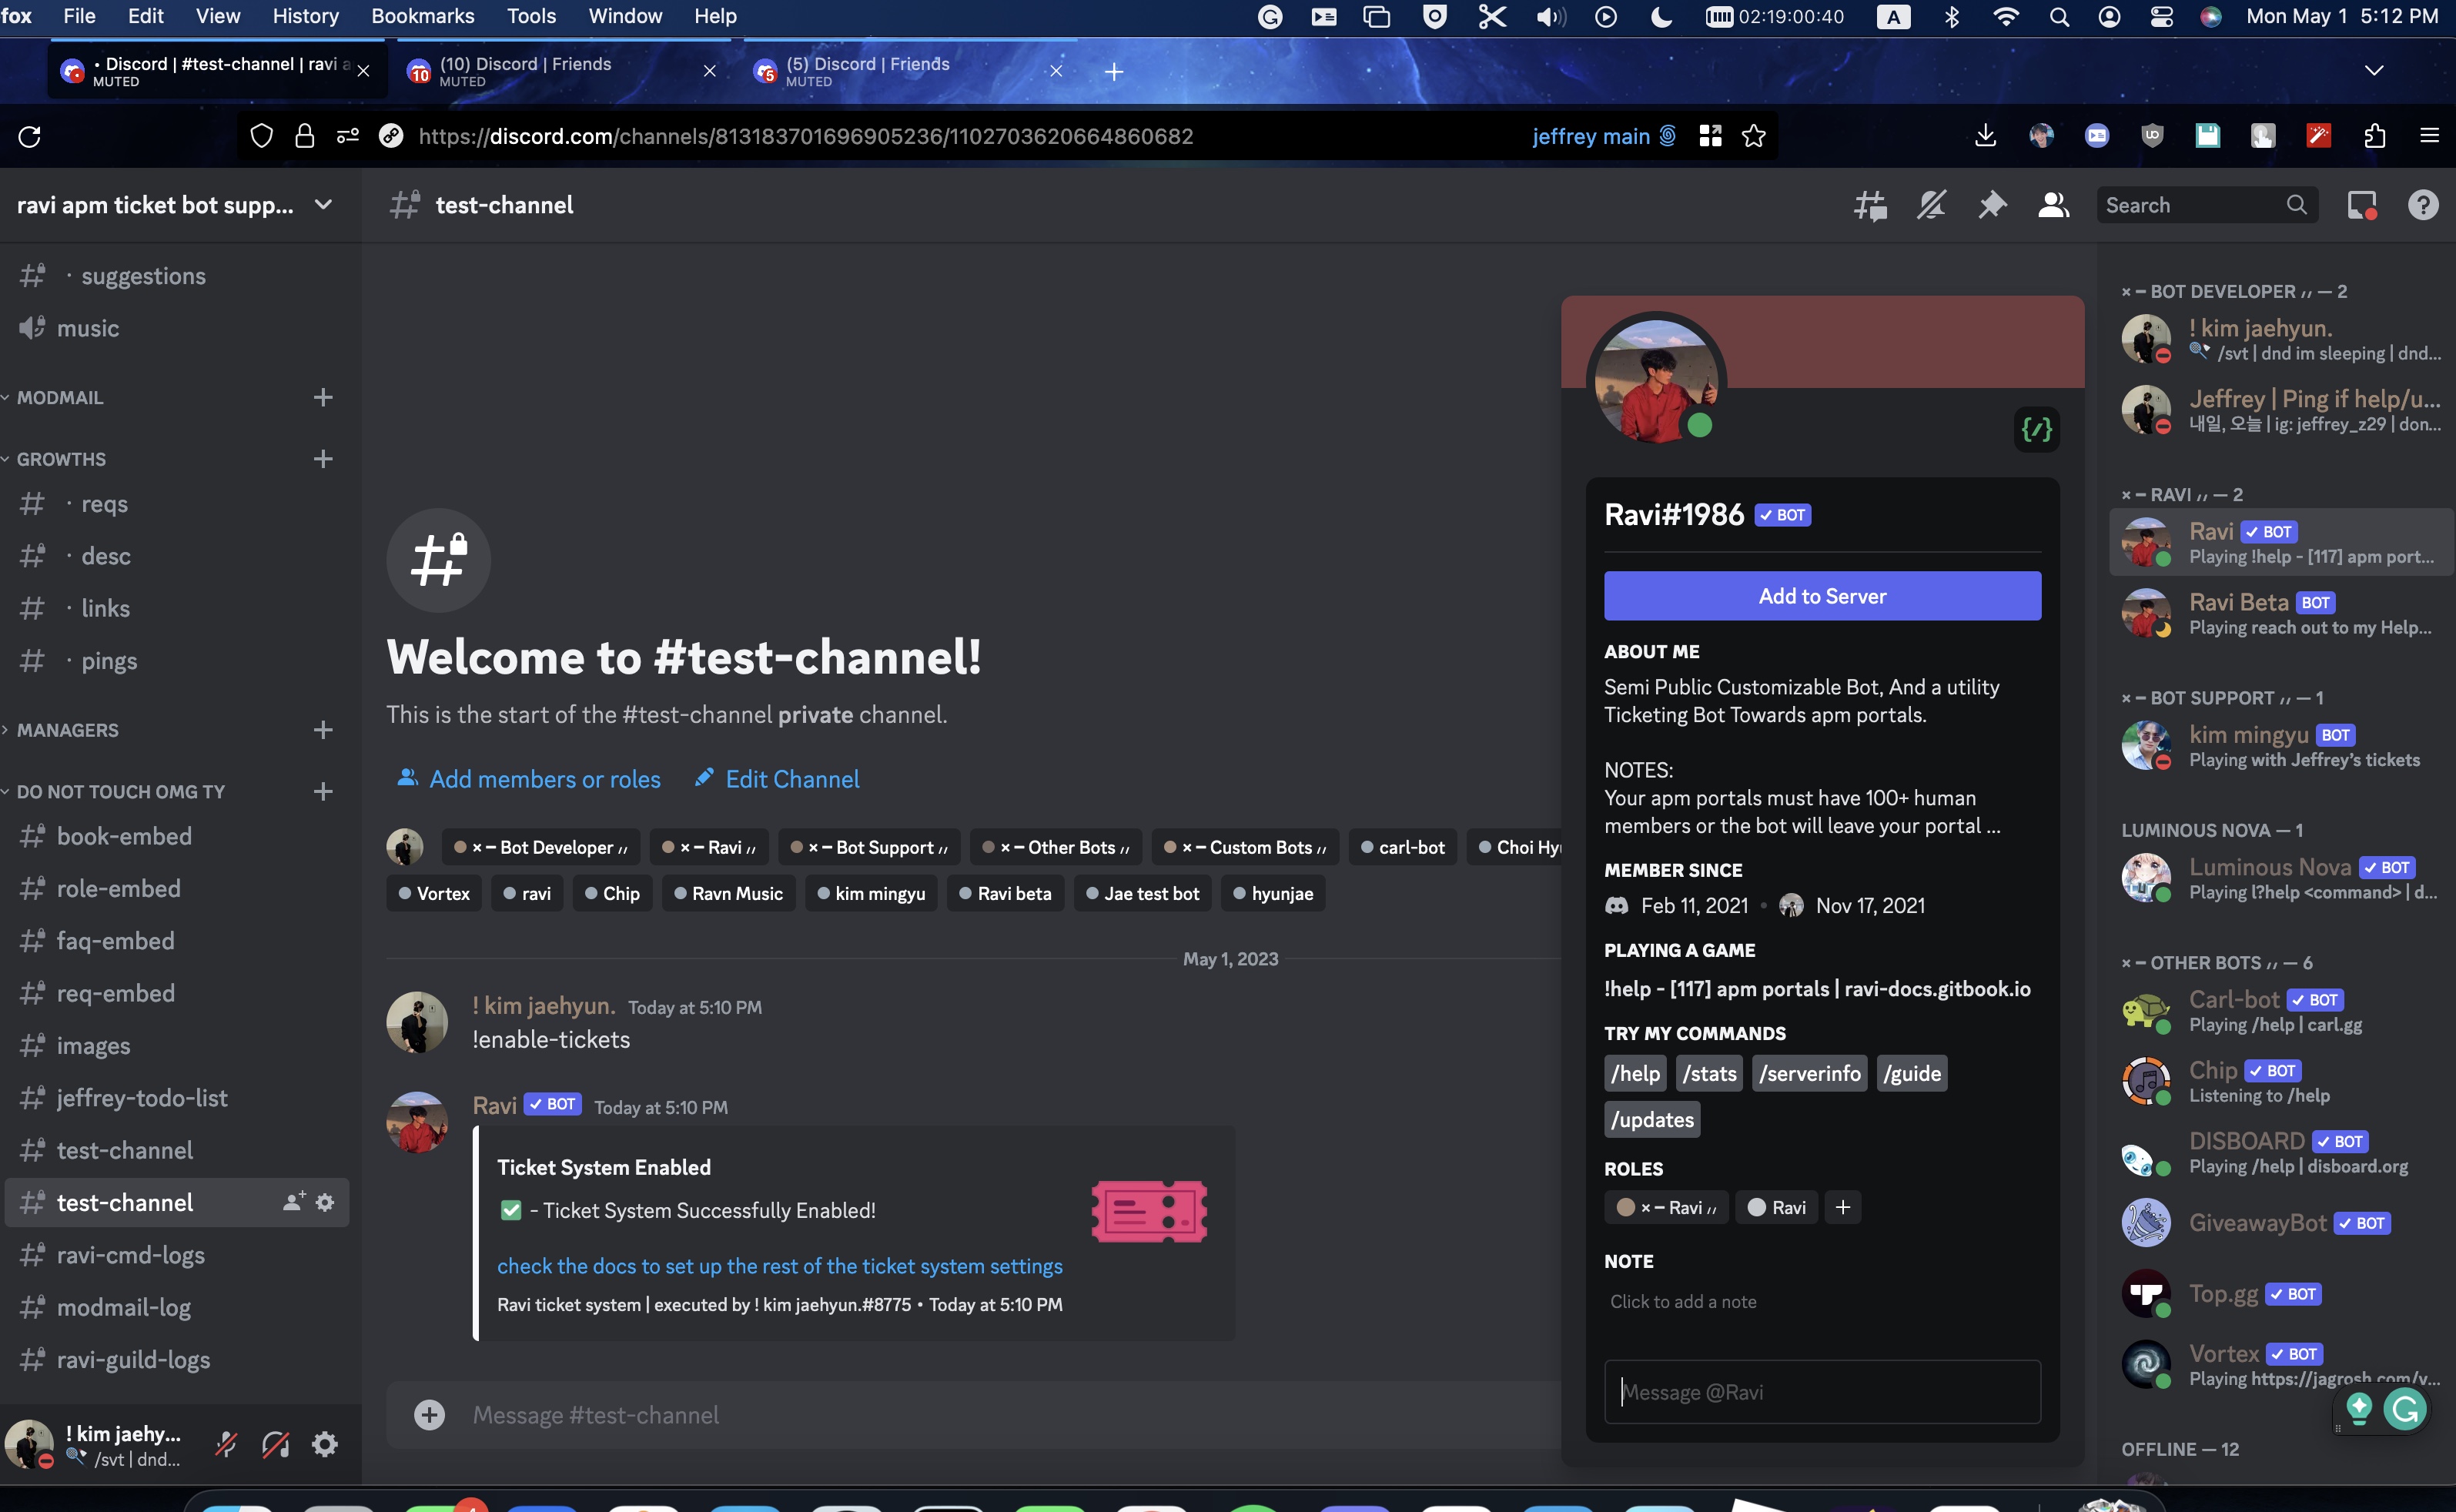 fox File Edit View History Bookmarks Tools Window Help 02:19:00:40 A Mon May 1 5:12 PM
• Discord | #test-channel | ravi a
MUTED
(10) Discord | Friends
MUTED
(5) Discord | Friends
MUTED
https://discord.com/channels/813183701696905236/1102703620664860682
jeffrey main
ravi apm ticket bot supp...
· suggestions
music
MODMAIL
GROWTHS
· reqs
· desc
· links
· pings
MANAGERS
DO NOT TOUCH OMG TY
book-embed
role-embed
faq-embed
req-embed
images
jeffrey-todo-list
test-channel
test-channel
ravi-cmd-logs
modmail-log
ravi-guild-logs
! kim jaehy...
/svt | dnd...
test-channel
Search
Welcome to #test-channel!
This is the start of the #test-channel private channel.
Add members or roles Edit Channel
× – Bot Developer 〃 × – Ravi 〃 × – Bot Support 〃 × – Other Bots 〃 × – Custom Bots 〃 carl-bot Choi Hyu
Vortex ravi Chip Ravn Music kim mingyu Ravi beta Jae test bot hyunjae
May 1, 2023
! kim jaehyun. Today at 5:10 PM
!enable-tickets
Ravi BOT Today at 5:10 PM
Ticket System Enabled
✅ - Ticket System Successfully Enabled!
check the docs to set up the rest of the ticket system settings
Ravi ticket system | executed by ! kim jaehyun.#8775 • Today at 5:10 PM
Message #test-channel
Ravi#1986 BOT
Add to Server
ABOUT ME
Semi Public Customizable Bot, And a utility
Ticketing Bot Towards apm portals.
NOTES:
Your apm portals must have 100+ human
members or the bot will leave your portal ...
MEMBER SINCE
Feb 11, 2021 • Nov 17, 2021
PLAYING A GAME
!help - [117] apm portals | ravi-docs.gitbook.io
TRY MY COMMANDS
/help /stats /serverinfo /guide
/updates
ROLES
× – Ravi 〃 Ravi +
NOTE
Click to add a note
Message @Ravi
× – BOT DEVELOPER 〃 — 2
! kim jaehyun.
/svt | dnd im sleeping | dnd...
Jeffrey | Ping if help/u...
내일, 오늘 | ig: jeffrey_z29 | don...
× – RAVI 〃 — 2
Ravi BOT
Playing !help - [117] apm port...
Ravi Beta BOT
Playing reach out to my Help...
× – BOT SUPPORT 〃 — 1
kim mingyu BOT
Playing with Jeffrey's tickets
LUMINOUS NOVA — 1
Luminous Nova BOT
Playing l?help <command> | d...
× – OTHER BOTS 〃 — 6
Carl-bot BOT
Playing /help | carl.gg
Chip BOT
Listening to /help
DISBOARD BOT
Playing /help | disboard.org
GiveawayBot BOT
Top.gg BOT
Vortex BOT
Playing https://jagrosh.com/v...
OFFLINE — 12